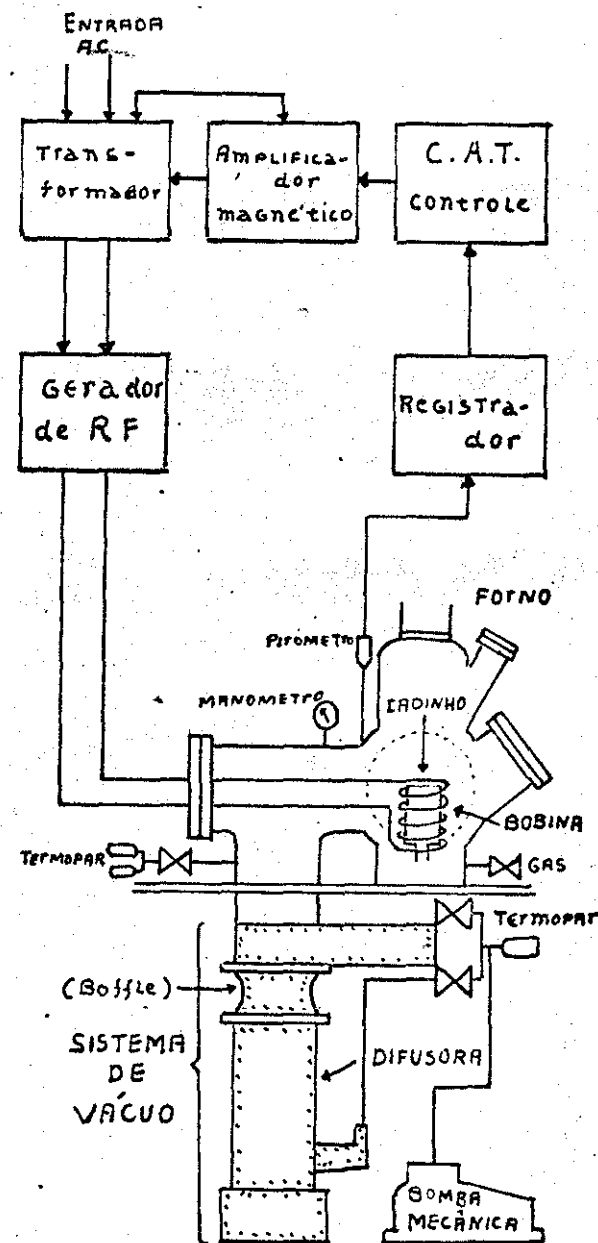 ENTRADA
A.C
Trans-
formador
Amplifica-
dor
magnético
C. A. T.
Controle
Gerador
de RF
REGISTra-
dor
FORNO
PIrOMETrO
MANOMETrO
CADINHO
BOBINA
TERMOPAR
GAS
TERMOPAR
(Boffle)
SISTEMA
DE
VÁCUO
DIFUSORA
BOMBA
MECÂNICA